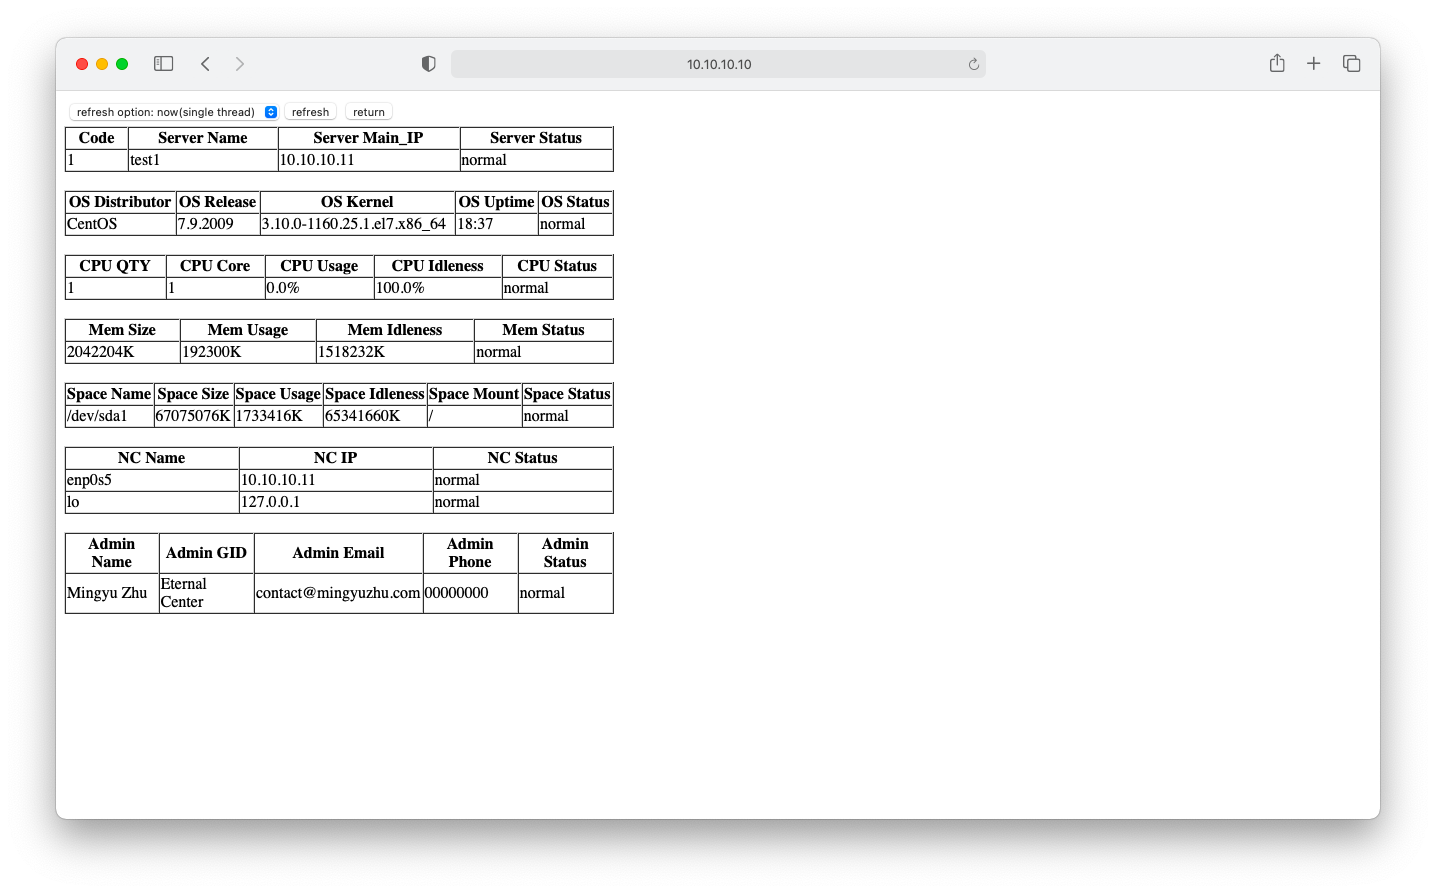 10.10.10.10
refresh option: now(single thread) refresh return
Code Server Name Server Main_IP Server Status
1 test1 10.10.10.11 normal
OS Distributor OS Release OS Kernel OS Uptime OS Status
CentOS 7.9.2009 3.10.0-1160.25.1.el7.x86_64 18:37 normal
CPU QTY CPU Core CPU Usage CPU Idleness CPU Status
1 1 0.0% 100.0% normal
Mem Size Mem Usage Mem Idleness Mem Status
2042204K 192300K 1518232K normal
Space Name Space Size Space Usage Space Idleness Space Mount Space Status
/dev/sda1 67075076K 1733416K 65341660K / normal
NC Name NC IP NC Status
enp0s5 10.10.10.11 normal
lo 127.0.0.1 normal
Admin Name Admin GID Admin Email Admin Phone Admin Status
Mingyu Zhu Eternal Center contact@mingyuzhu.com 00000000 normal